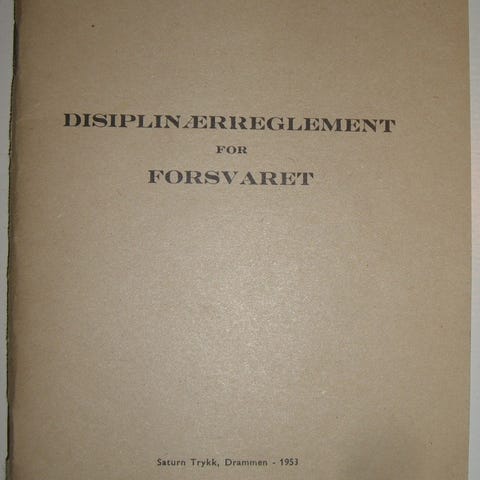 DISIPLINÆRREGLEMENT
FOR
FORSVARET
Saturn Trykk, Drammen - 1953